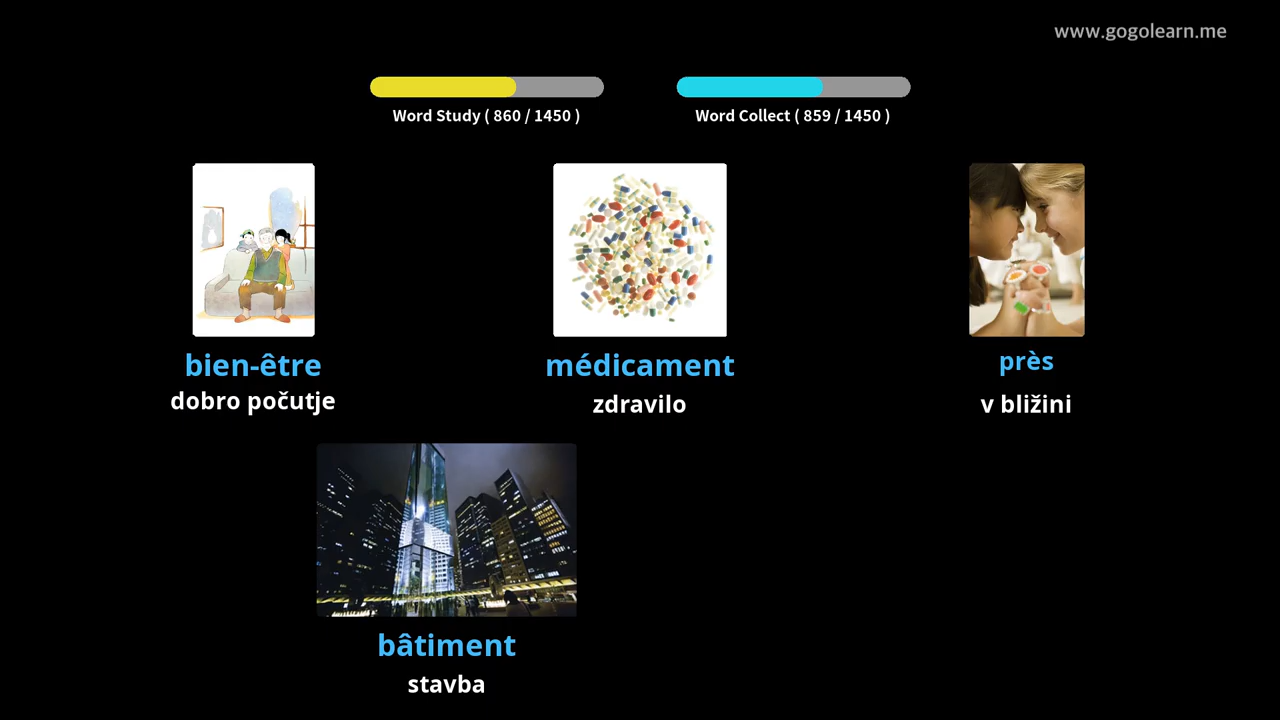 www.gogolearn.me
Word Study ( 860 / 1450 )
Word Collect ( 859 / 1450 )
bien-être
dobro počutje
médicament
zdravilo
près
v bližini
bâtiment
stavba